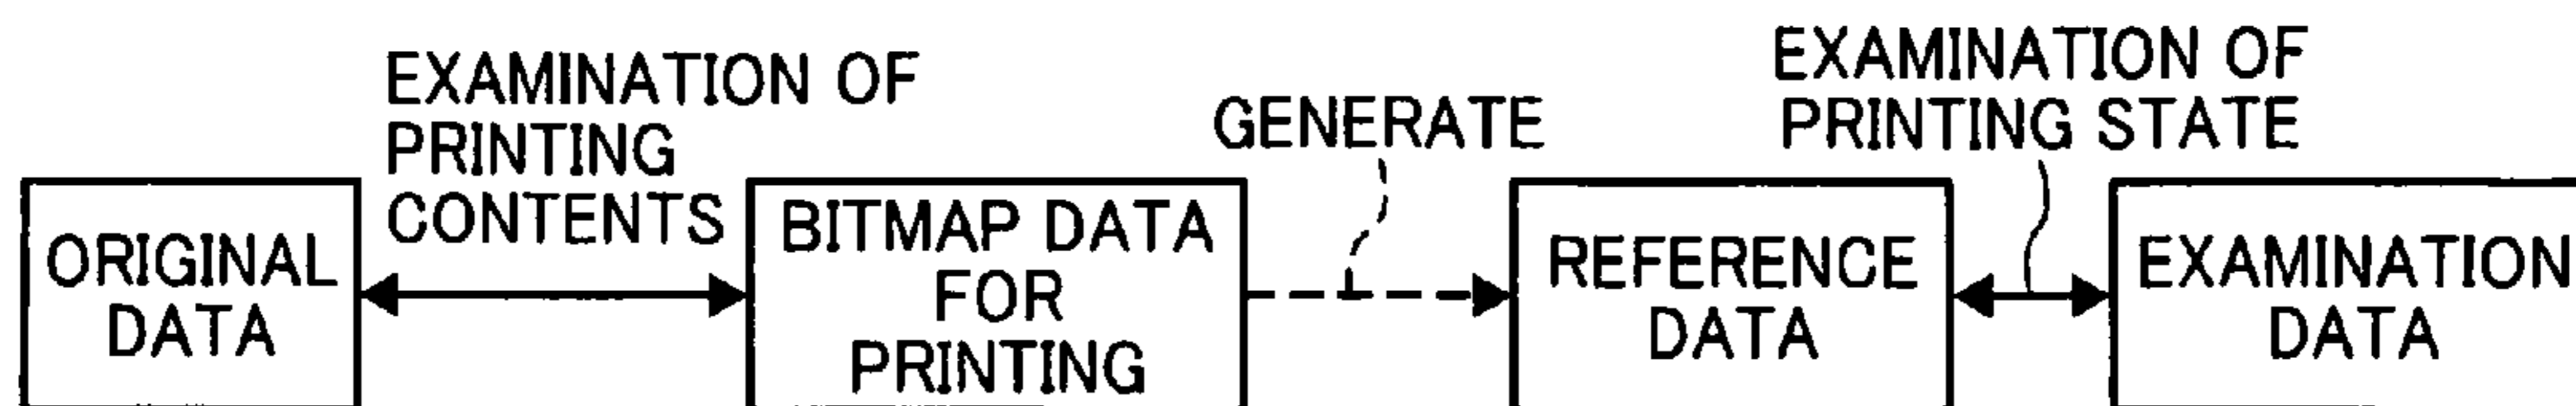 EXAMINATION OF
PRINTING
CONTENTS
GENERATE
EXAMINATION OF
PRINTING STATE
ORIGINAL
DATA
BITMAP DATA
FOR
PRINTING
REFERENCE
DATA
EXAMINATION
DATA